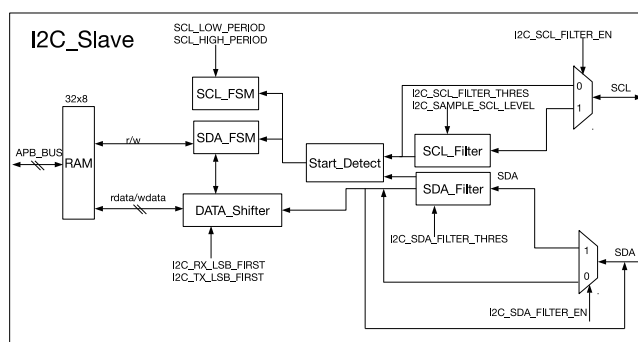 I2C_Slave
SCL_LOW_PERIOD
SCL_HIGH_PERIOD
I2C_SCL_FILTER_EN
32x8
SCL_FSM
I2C_SCL_FILTER_THRES
I2C_SAMPLE_SCL_LEVEL
0
1
SCL
APB_BUS
RAM
r/w
SDA_FSM
Start_Detect
SCL_Filter
SDA_Filter
SDA
rdata/wdata
DATA_Shifter
I2C_SDA_FILTER_THRES
1
0
SDA
I2C_RX_LSB_FIRST
I2C_TX_LSB_FIRST
I2C_SDA_FILTER_EN